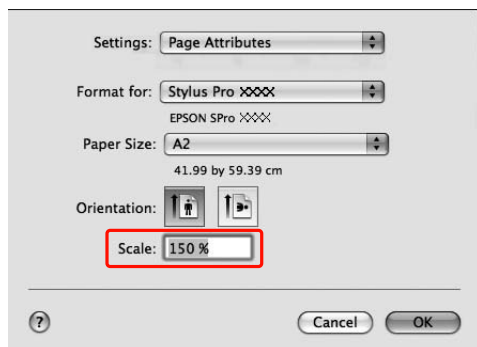 Settings: Page Attributes
Format for: Stylus Pro XXXX
EPSON SPro XXXX
Paper Size: A2
41.99 by 59.39 cm
Orientation:
Scale: 150 %
? Cancel OK